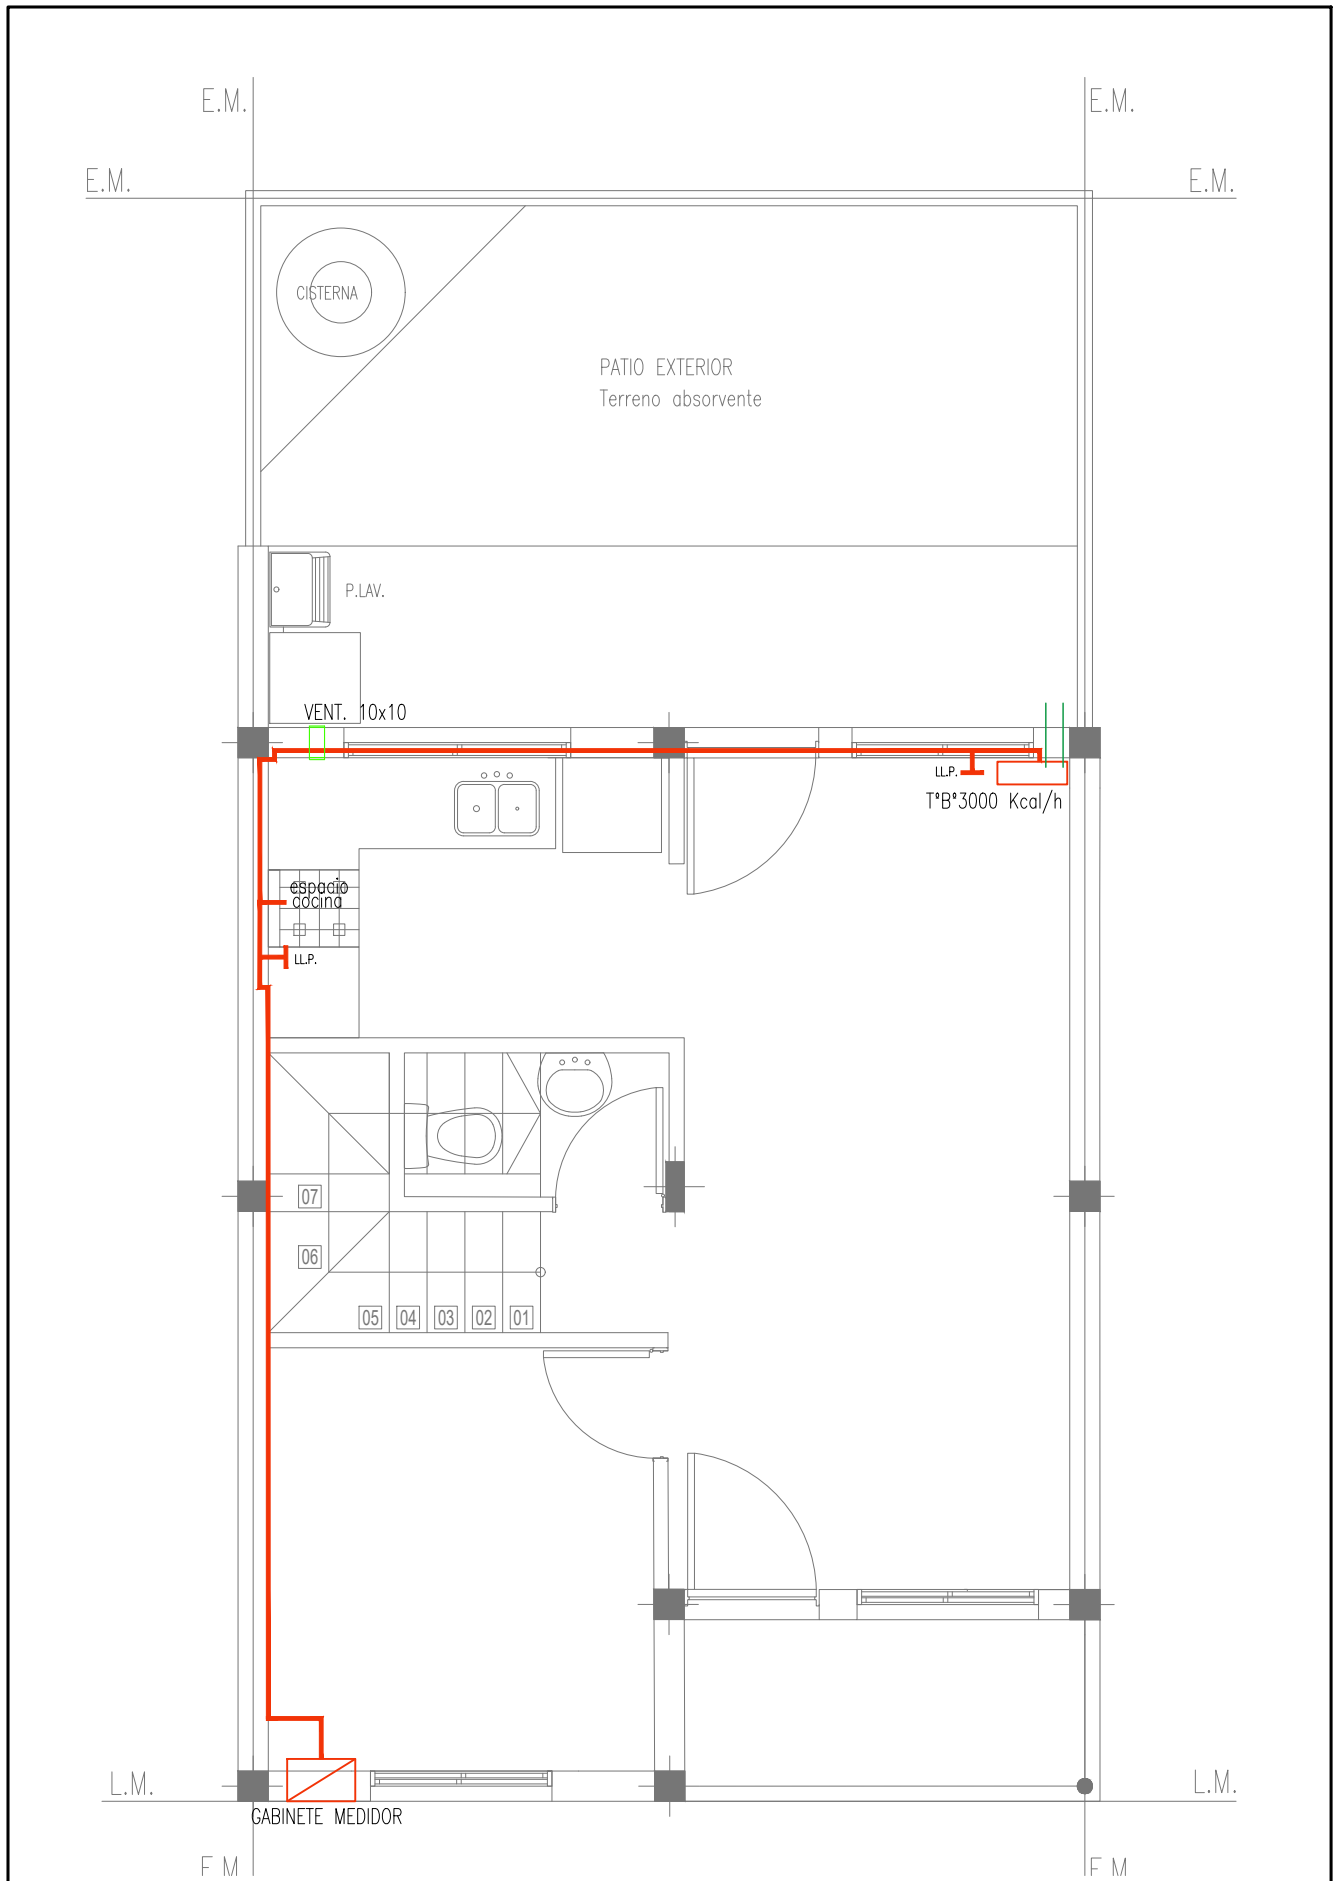 E.M. E.M.
E.M. E.M.
CISTERNA
PATIO EXTERIOR
Terreno absorvente
P.LAV.
VENT. 10x10
LL.P.
T°B°3000 Kcal/h
espacio
cocina
LL.P.
07
06
05 04 03 02 01
L.M. L.M.
GABINETE MEDIDOR
E.M E.M